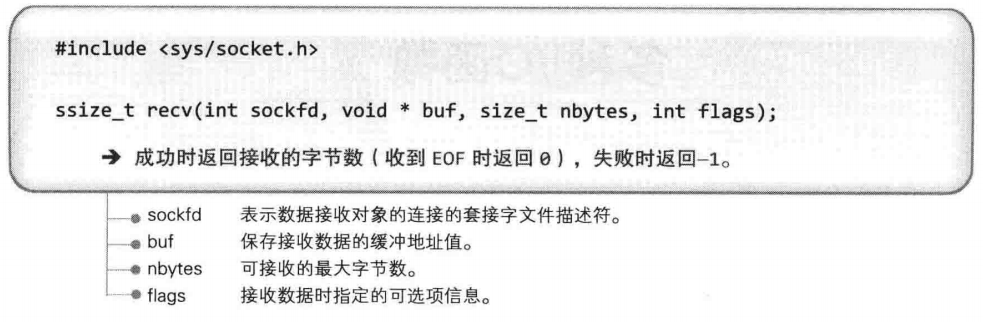 #include <sys/socket.h>
ssize_t recv(int sockfd, void * buf, size_t nbytes, int flags);
➔ 成功时返回接收的字节数（收到 EOF 时返回 0），失败时返回–1。
sockfd 表示数据接收对象的连接的套接字文件描述符。
buf 保存接收数据的缓冲地址值。
nbytes 可接收的最大字节数。
flags 接收数据时指定的可选项信息。